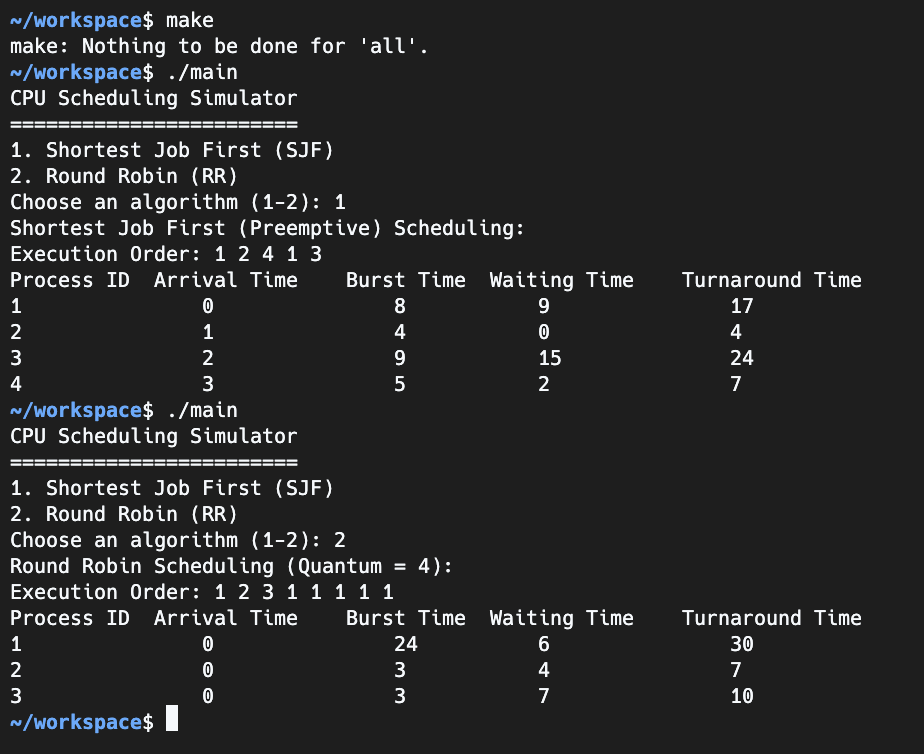 ~/workspace$ make
make: Nothing to be done for 'all'.
~/workspace$ ./main
CPU Scheduling Simulator
========================
1. Shortest Job First (SJF)
2. Round Robin (RR)
Choose an algorithm (1-2): 1
Shortest Job First (Preemptive) Scheduling:
Execution Order: 1 2 4 1 3
Process ID  Arrival Time    Burst Time  Waiting Time    Turnaround Time
1               0               8           9               17
2               1               4           0               4
3               2               9           15              24
4               3               5           2               7
~/workspace$ ./main
CPU Scheduling Simulator
========================
1. Shortest Job First (SJF)
2. Round Robin (RR)
Choose an algorithm (1-2): 2
Round Robin Scheduling (Quantum = 4):
Execution Order: 1 2 3 1 1 1 1 1
Process ID  Arrival Time    Burst Time  Waiting Time    Turnaround Time
1               0               24          6               30
2               0               3           4               7
3               0               3           7               10
~/workspace$